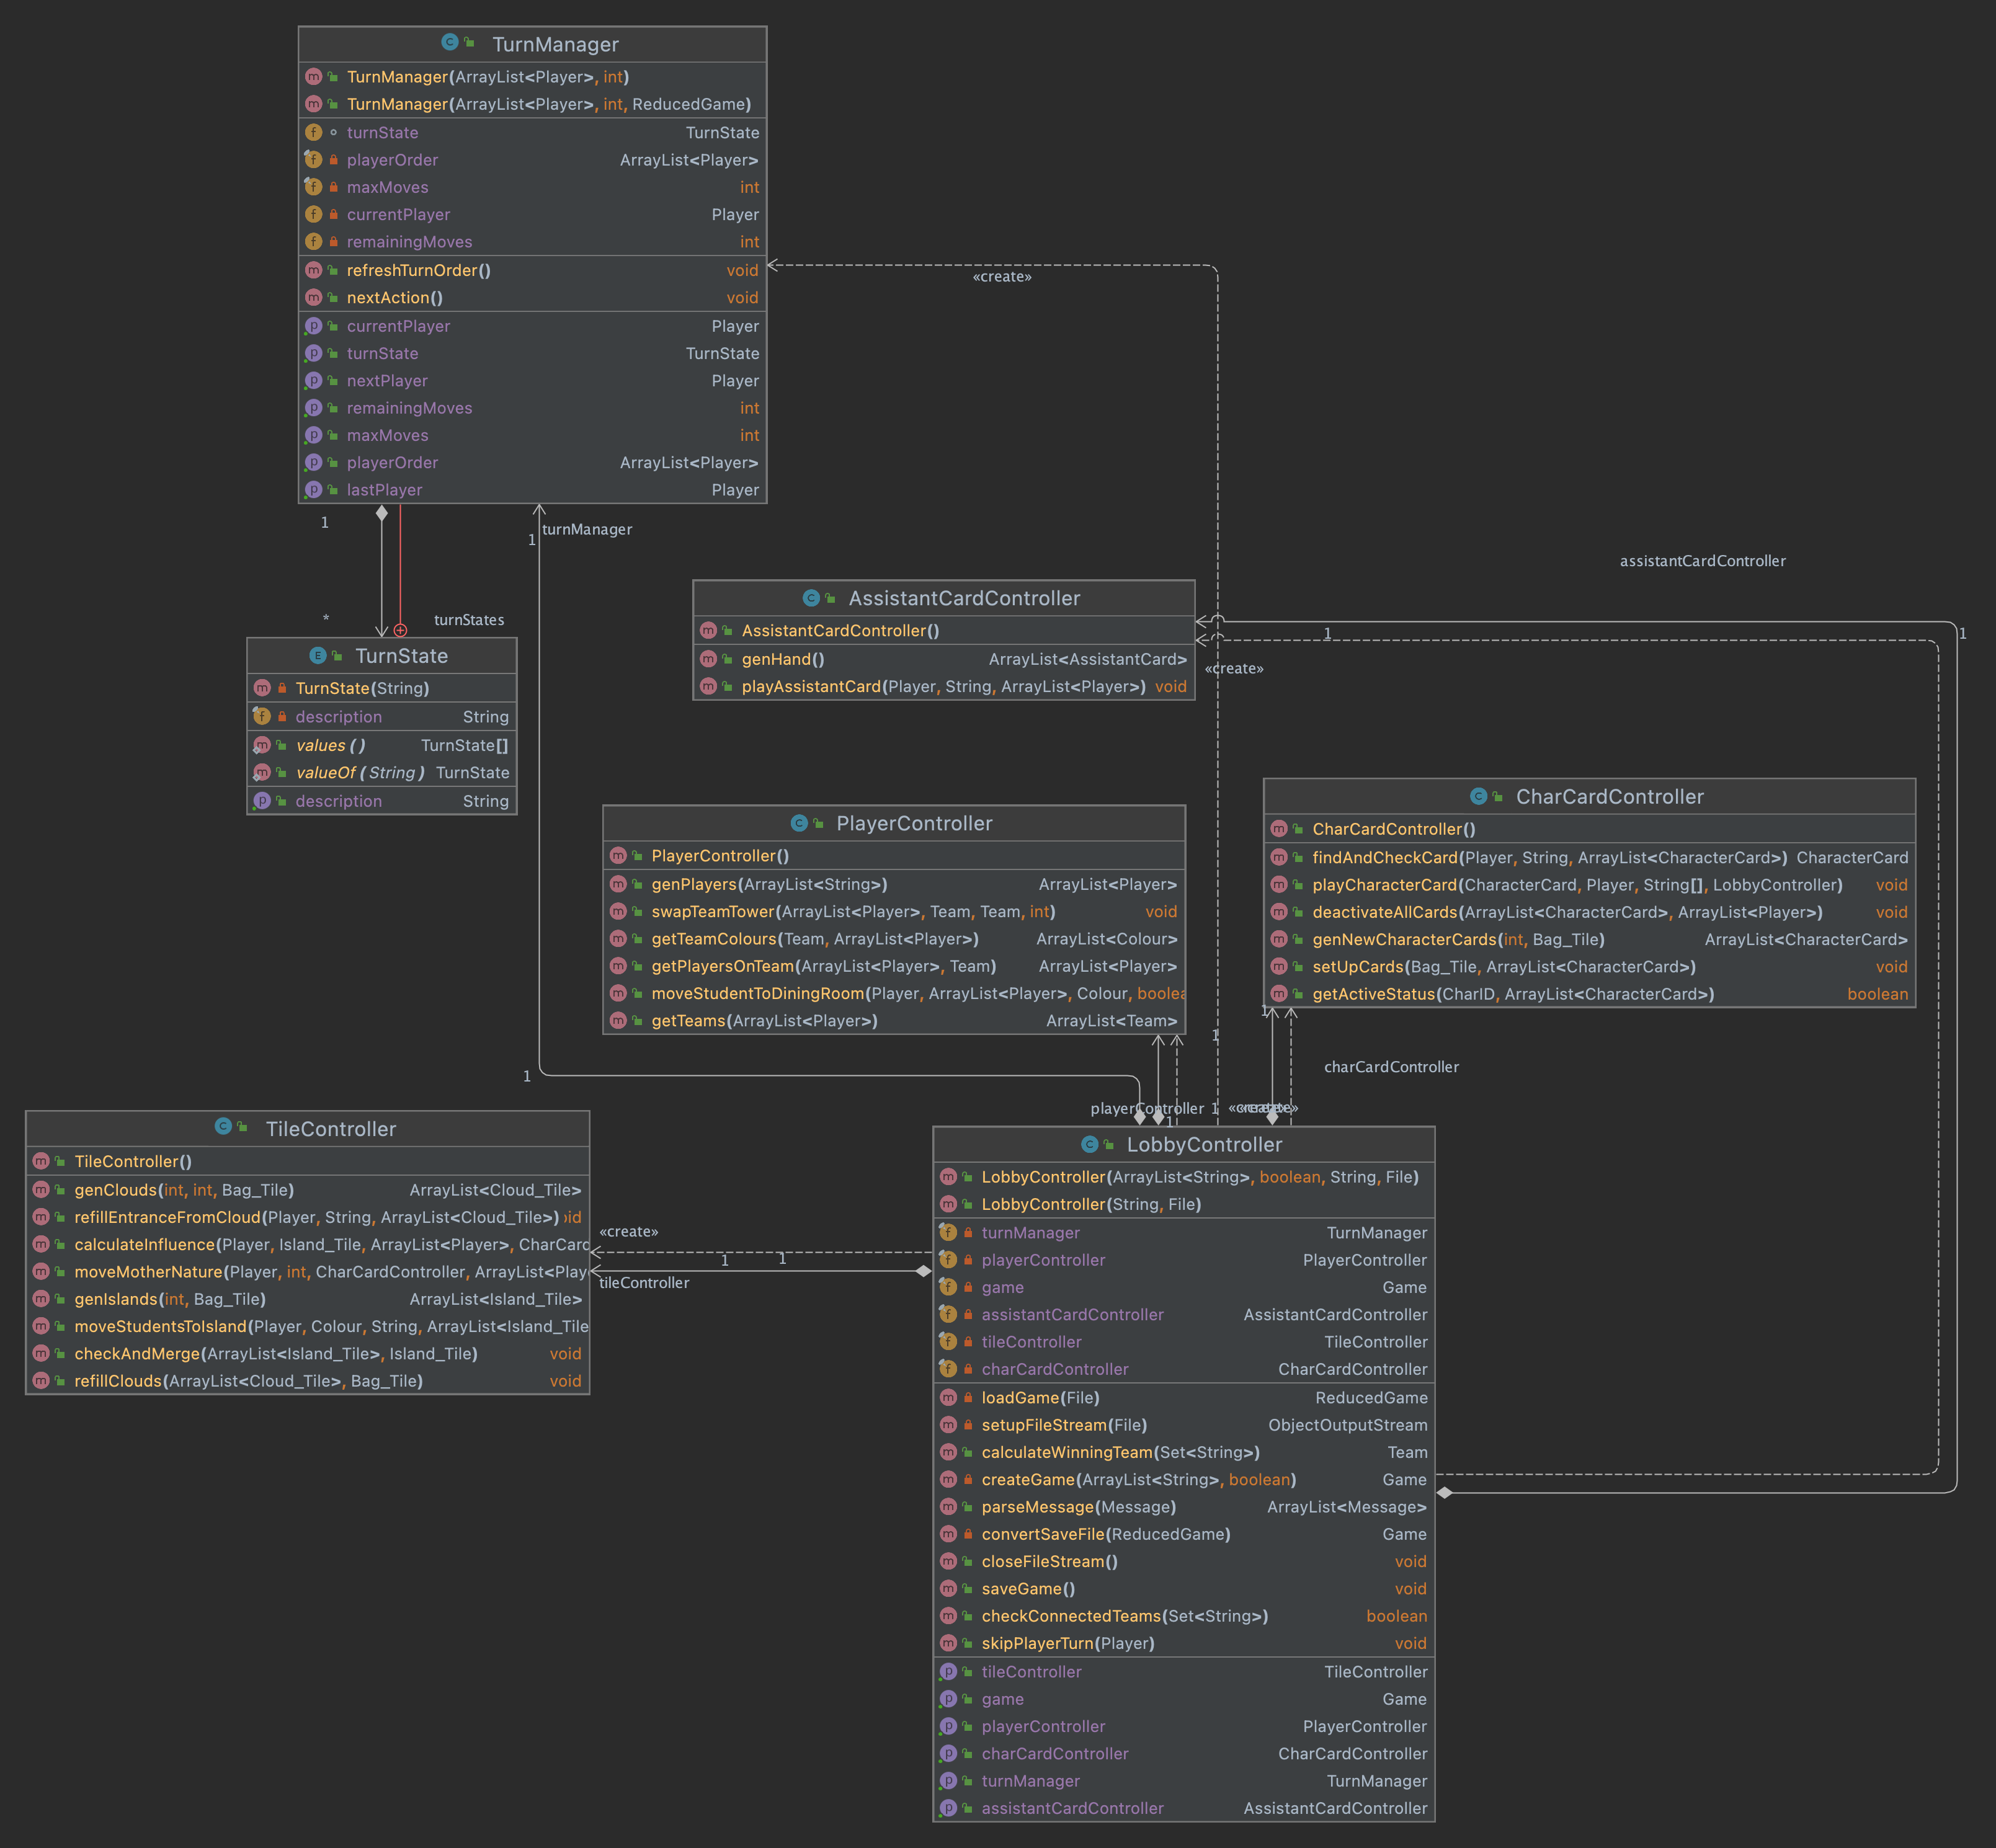 TurnManager
TurnManager(ArrayList<Player>, int)
TurnManager(ArrayList<Player>, int, ReducedGame)
turnState TurnState
playerOrder ArrayList<Player>
maxMoves int
currentPlayer Player
remainingMoves int
refreshTurnOrder() void
nextAction() void
currentPlayer Player
turnState TurnState
nextPlayer Player
remainingMoves int
maxMoves int
playerOrder ArrayList<Player>
lastPlayer Player
«create»
1
turnManager
1
assistantCardController
*
turnStates
TurnState
TurnState(String)
description String
values() TurnState[]
valueOf(String) TurnState
description String
AssistantCardController
AssistantCardController()
genHand() ArrayList<AssistantCard>
playAssistantCard(Player, String, ArrayList<Player>) void
1
1
«create»
PlayerController
PlayerController()
genPlayers(ArrayList<String>) ArrayList<Player>
swapTeamTower(ArrayList<Player>, Team, Team, int) void
getTeamColours(Team, ArrayList<Player>) ArrayList<Colour>
getPlayersOnTeam(ArrayList<Player>, Team) ArrayList<Player>
moveStudentToDiningRoom(Player, ArrayList<Player>, Colour, boolea
getTeams(ArrayList<Player>) ArrayList<Team>
CharCardController
CharCardController()
findAndCheckCard(Player, String, ArrayList<CharacterCard>) CharacterCard
playCharacterCard(CharacterCard, Player, String[], LobbyController) void
deactivateAllCards(ArrayList<CharacterCard>, ArrayList<Player>) void
genNewCharacterCards(int, Bag_Tile) ArrayList<CharacterCard>
setUpCards(Bag_Tile, ArrayList<CharacterCard>) void
getActiveStatus(CharID, ArrayList<CharacterCard>) boolean
1
1
charCardController
1
playerController 1
1
TileController
TileController()
genClouds(int, int, Bag_Tile) ArrayList<Cloud_Tile>
refillEntranceFromCloud(Player, String, ArrayList<Cloud_Tile>) id
calculateInfluence(Player, Island_Tile, ArrayList<Player>, CharCard
moveMotherNature(Player, int, CharCardController, ArrayList<Play
genIslands(int, Bag_Tile) ArrayList<Island_Tile>
moveStudentsToIsland(Player, Colour, String, ArrayList<Island_Tile
checkAndMerge(ArrayList<Island_Tile>, Island_Tile) void
refillClouds(ArrayList<Cloud_Tile>, Bag_Tile) void
«create»
1 1
tileController
LobbyController
LobbyController(ArrayList<String>, boolean, String, File)
LobbyController(String, File)
turnManager TurnManager
playerController PlayerController
game Game
assistantCardController AssistantCardController
tileController TileController
charCardController CharCardController
loadGame(File) ReducedGame
setupFileStream(File) ObjectOutputStream
calculateWinningTeam(Set<String>) Team
createGame(ArrayList<String>, boolean) Game
parseMessage(Message) ArrayList<Message>
convertSaveFile(ReducedGame) Game
closeFileStream() void
saveGame() void
checkConnectedTeams(Set<String>) boolean
skipPlayerTurn(Player) void
tileController TileController
game Game
playerController PlayerController
charCardController CharCardController
turnManager TurnManager
assistantCardController AssistantCardController